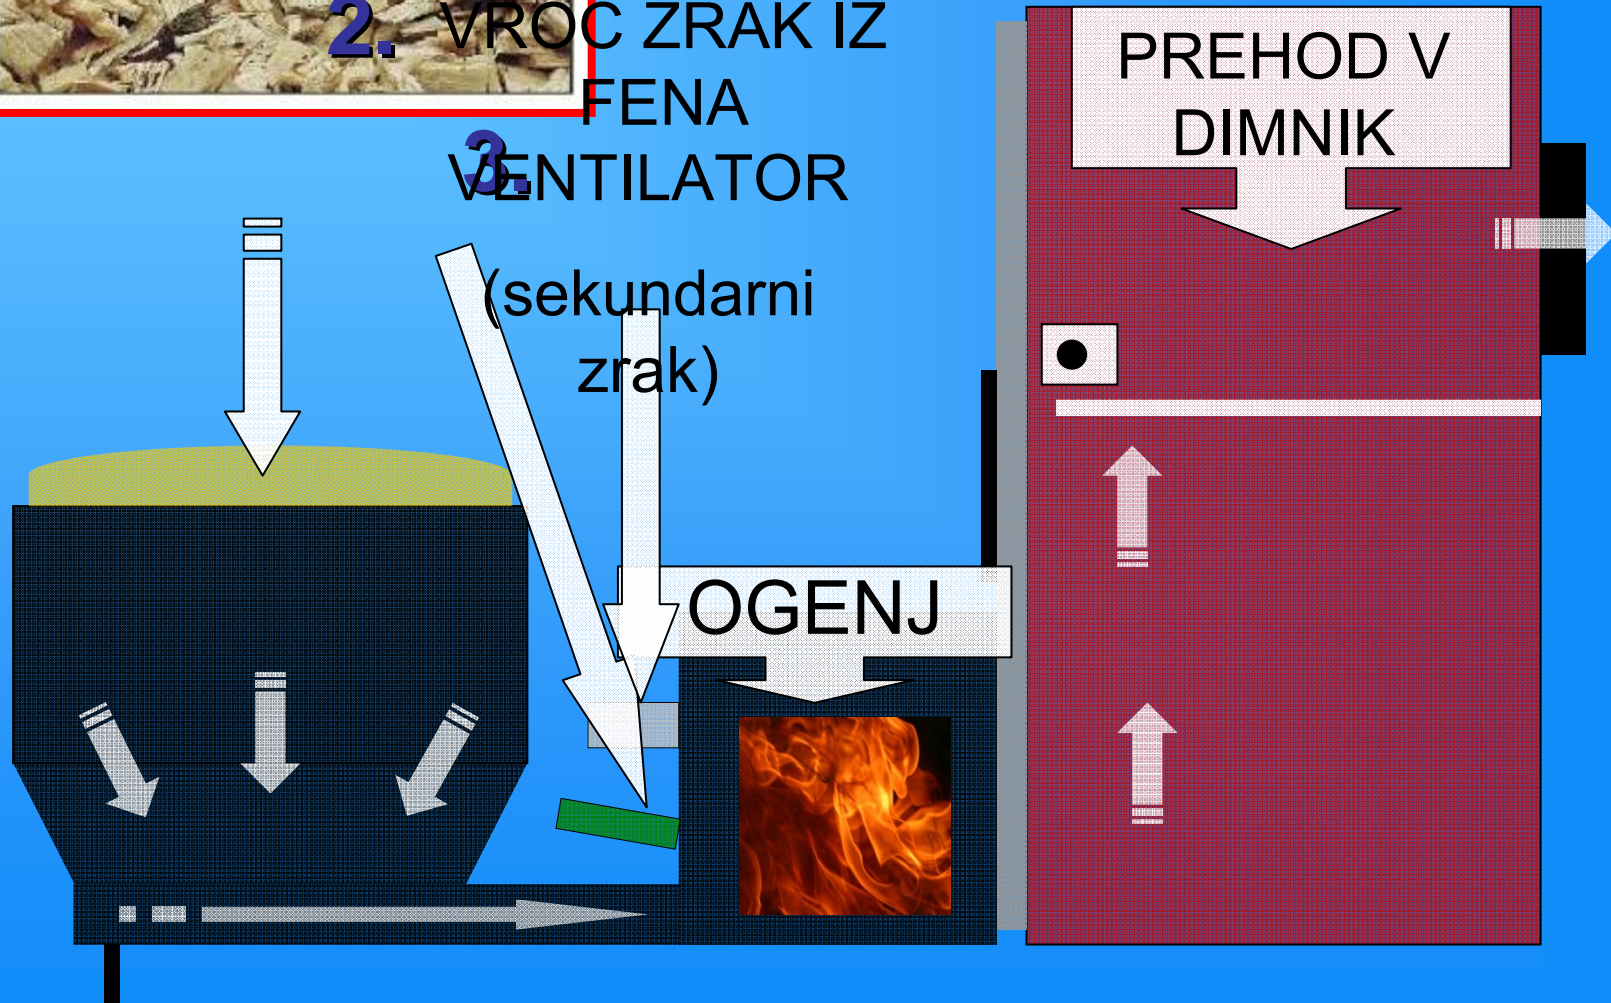 2. VROČ ZRAK IZ
FENA
3.
VENTILATOR
(sekundarni
zrak)
PREHOD V
DIMNIK
OGENJ